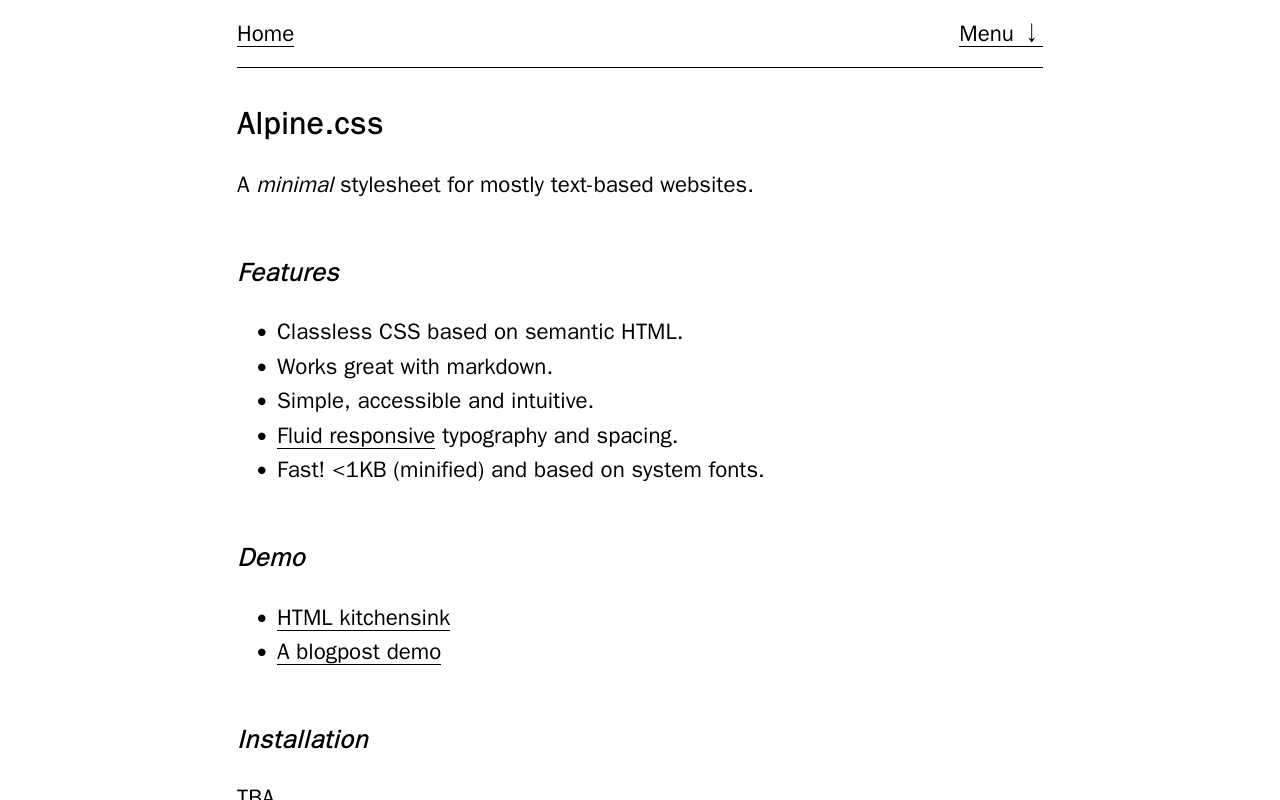 Home
Menu ↓
Alpine.css
A minimal stylesheet for mostly text-based websites.
Features
• Classless CSS based on semantic HTML.
• Works great with markdown.
• Simple, accessible and intuitive.
• Fluid responsive typography and spacing.
• Fast! <1KB (minified) and based on system fonts.
Demo
• HTML kitchensink
• A blogpost demo
Installation
TBA